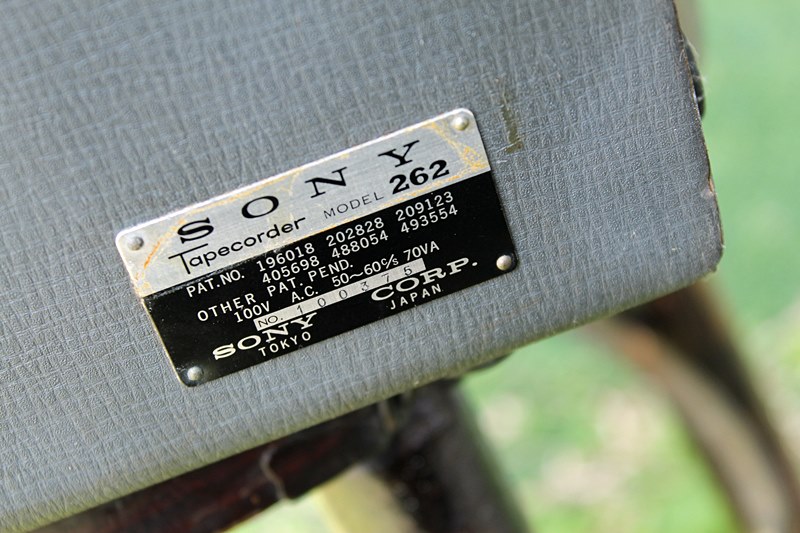 SONY
Tapecorder MODEL 262
PAT.NO. 196018 202828 209123
405698 488054 493554
OTHER PAT. PEND.
100V A.C. 50~60c/s 70VA
NO. 100375
SONY CORP.
TOKYO JAPAN